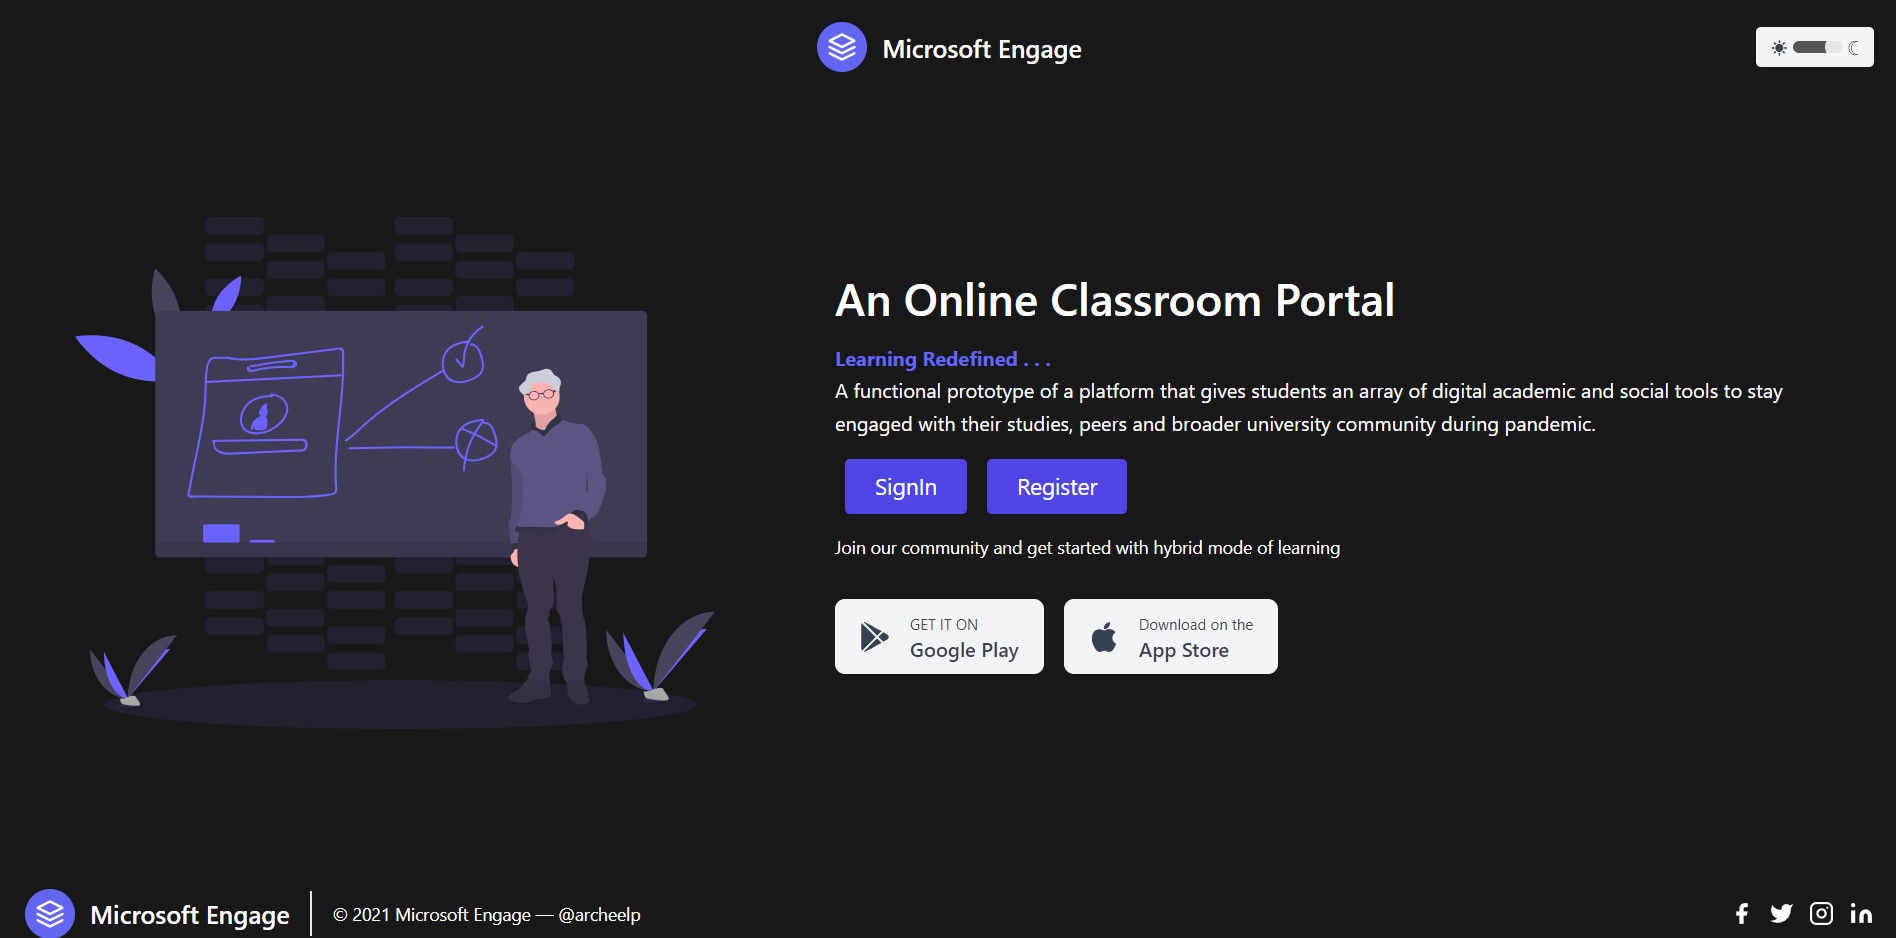 Microsoft Engage
An Online Classroom Portal
Learning Redefined . . .
A functional prototype of a platform that gives students an array of digital academic and social tools to stay
engaged with their studies, peers and broader university community during pandemic.
SignIn
Register
Join our community and get started with hybrid mode of learning
GET IT ON
Google Play
Download on the
App Store
Microsoft Engage
© 2021 Microsoft Engage — @archeelp